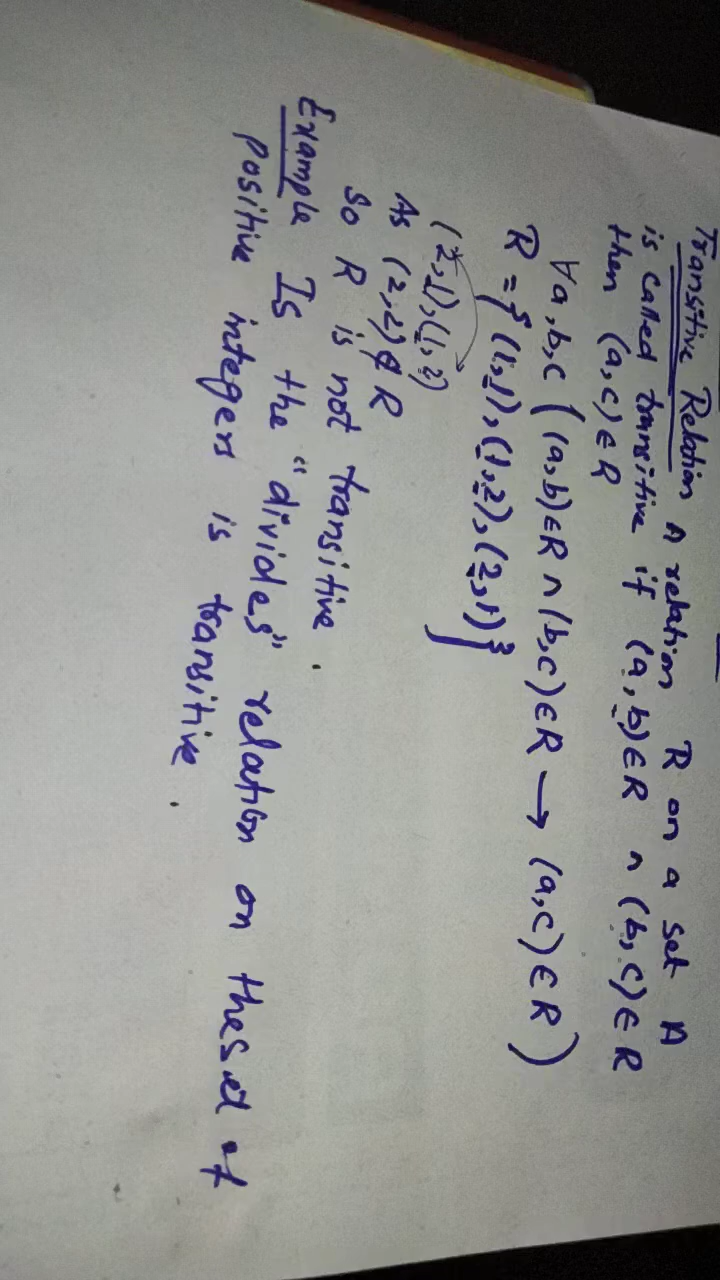 Transitive Relation A relation R on a set A
is called transitive if (a,b)∈R ∧ (b,c)∈R
then (a,c)∈R
∀a,b,c ((a,b)∈R ∧ (b,c)∈R → (a,c)∈R)
R = {(1,1),(1,2),(2,1)}
(2,1),(1,2)
As (2,2)∉R
So R is not transitive.
Example Is the "divides" relation on the set of
positive integers is transitive.